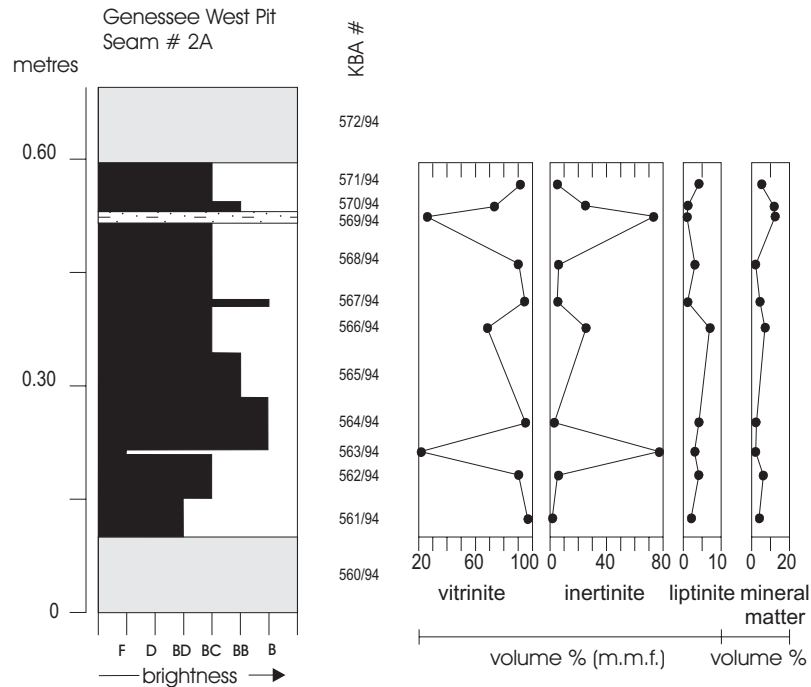 Genessee West Pit
Seam # 2A
metres
KBA #
572/94
0.60
571/94
570/94
569/94
568/94
567/94
566/94
0.30
565/94
564/94
563/94
562/94
561/94
560/94
0
F D BD BC BB B
brightness
20 60 100 0 40 80 0 10 0 20
vitrinite inertinite liptinite mineral
matter
volume % (m.m.f.) volume %